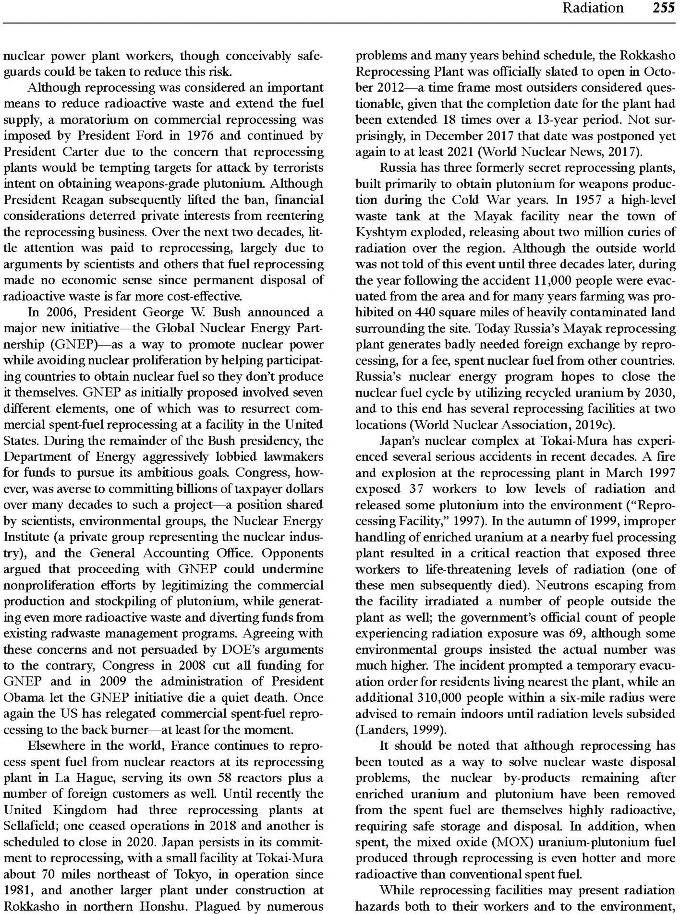 Radiation 255
nuclear power plant workers, though conceivably safe-
guards could be taken to reduce this risk.
Although reprocessing was considered an important
means to reduce radioactive waste and extend the fuel
supply, a moratorium on commercial reprocessing was
imposed by President Ford in 1976 and continued by
President Carter due to the concern that reprocessing
plants would be tempting targets for attack by terrorists
intent on obtaining weapons-grade plutonium. Although
President Reagan subsequently lifted the ban, financial
considerations deterred private interests from reentering
the reprocessing business. Over the next two decades, lit-
tle attention was paid to reprocessing, largely due to
arguments by scientists and others that fuel reprocessing
made no economic sense since permanent disposal of
radioactive waste is far more cost-effective.
In 2006, President George W. Bush announced a
major new initiative—the Global Nuclear Energy Part-
nership (GNEP)—as a way to promote nuclear power
while avoiding nuclear proliferation by helping participat-
ing countries to obtain nuclear fuel so they don't produce
it themselves. GNEP as initially proposed involved seven
different elements, one of which was to resurrect com-
mercial spent-fuel reprocessing at a facility in the United
States. During the remainder of the Bush presidency, the
Department of Energy aggressively lobbied lawmakers
for funds to pursue its ambitious goals. Congress, how-
ever, was averse to committing billions of taxpayer dollars
over many decades to such a project—a position shared
by scientists, environmental groups, the Nuclear Energy
Institute (a private group representing the nuclear indus-
try), and the General Accounting Office. Opponents
argued that proceeding with GNEP could undermine
nonproliferation efforts by legitimizing the commercial
production and stockpiling of plutonium, while generat-
ing even more radioactive waste and diverting funds from
existing radwaste management programs. Agreeing with
these concerns and not persuaded by DOE's arguments
to the contrary, Congress in 2008 cut all funding for
GNEP and in 2009 the administration of President
Obama let the GNEP initiative die a quiet death. Once
again the US has relegated commercial spent-fuel repro-
cessing to the back burner—at least for the moment.
Elsewhere in the world, France continues to repro-
cess spent fuel from nuclear reactors at its reprocessing
plant in La Hague, serving its own 58 reactors plus a
number of foreign customers as well. Until recently the
United Kingdom had three reprocessing plants at
Sellafield; one ceased operations in 2018 and another is
scheduled to close in 2020. Japan persists in its commit-
ment to reprocessing, with a small facility at Tokai-Mura
about 70 miles northeast of Tokyo, in operation since
1981, and another larger plant under construction at
Rokkasho in northern Honshu. Plagued by numerous
problems and many years behind schedule, the Rokkasho
Reprocessing Plant was officially slated to open in Octo-
ber 2012—a time frame most outsiders considered ques-
tionable, given that the completion date for the plant had
been extended 18 times over a 13-year period. Not sur-
prisingly, in December 2017 that date was postponed yet
again to at least 2021 (World Nuclear News, 2017).
Russia has three formerly secret reprocessing plants,
built primarily to obtain plutonium for weapons produc-
tion during the Cold War years. In 1957 a high-level
waste tank at the Mayak facility near the town of
Kyshtym exploded, releasing about two million curies of
radiation over the region. Although the outside world
was not told of this event until three decades later, during
the year following the accident 11,000 people were evac-
uated from the area and for many years farming was pro-
hibited on 440 square miles of heavily contaminated land
surrounding the site. Today Russia's Mayak reprocessing
plant generates badly needed foreign exchange by repro-
cessing, for a fee, spent nuclear fuel from other countries.
Russia's nuclear energy program hopes to close the
nuclear fuel cycle by utilizing recycled uranium by 2030,
and to this end has several reprocessing facilities at two
locations (World Nuclear Association, 2019c).
Japan's nuclear complex at Tokai-Mura has experi-
enced several serious accidents in recent decades. A fire
and explosion at the reprocessing plant in March 1997
exposed 37 workers to low levels of radiation and
released some plutonium into the environment ("Repro-
cessing Facility," 1997). In the autumn of 1999, improper
handling of enriched uranium at a nearby fuel processing
plant resulted in a critical reaction that exposed three
workers to life-threatening levels of radiation (one of
these men subsequently died). Neutrons escaping from
the facility irradiated a number of people outside the
plant as well; the government's official count of people
experiencing radiation exposure was 69, although some
environmental groups insisted the actual number was
much higher. The incident prompted a temporary evacu-
ation order for residents living nearest the plant, while an
additional 310,000 people within a six-mile radius were
advised to remain indoors until radiation levels subsided
(Landers, 1999).
It should be noted that although reprocessing has
been touted as a way to solve nuclear waste disposal
problems, the nuclear by-products remaining after
enriched uranium and plutonium have been removed
from the spent fuel are themselves highly radioactive,
requiring safe storage and disposal. In addition, when
spent, the mixed oxide (MOX) uranium-plutonium fuel
produced through reprocessing is even hotter and more
radioactive than conventional spent fuel.
While reprocessing facilities may present radiation
hazards both to their workers and to the environment,